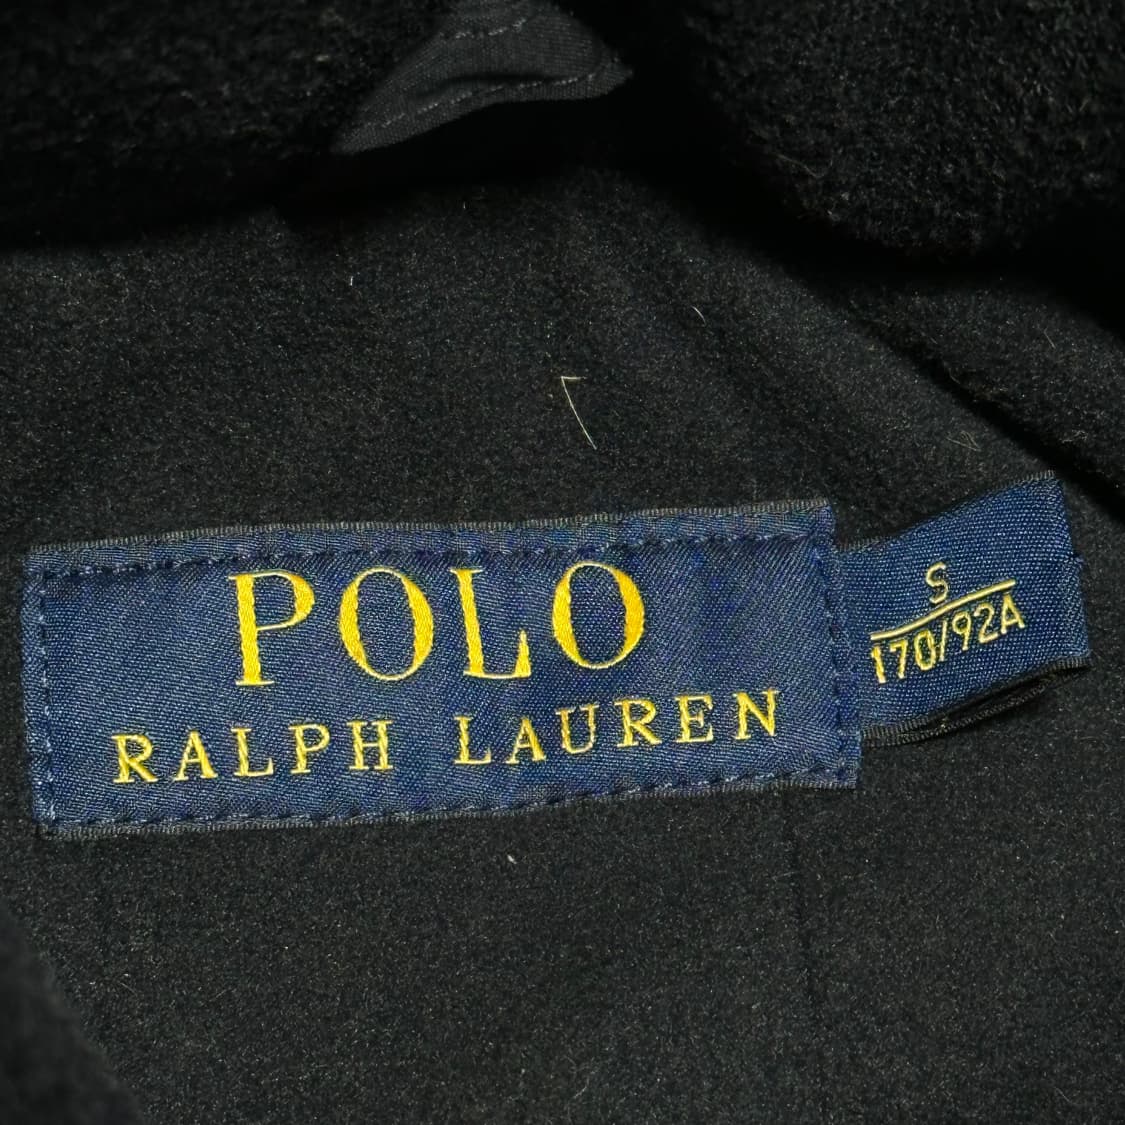 POLO
RALPH LAUREN
S
170/92A